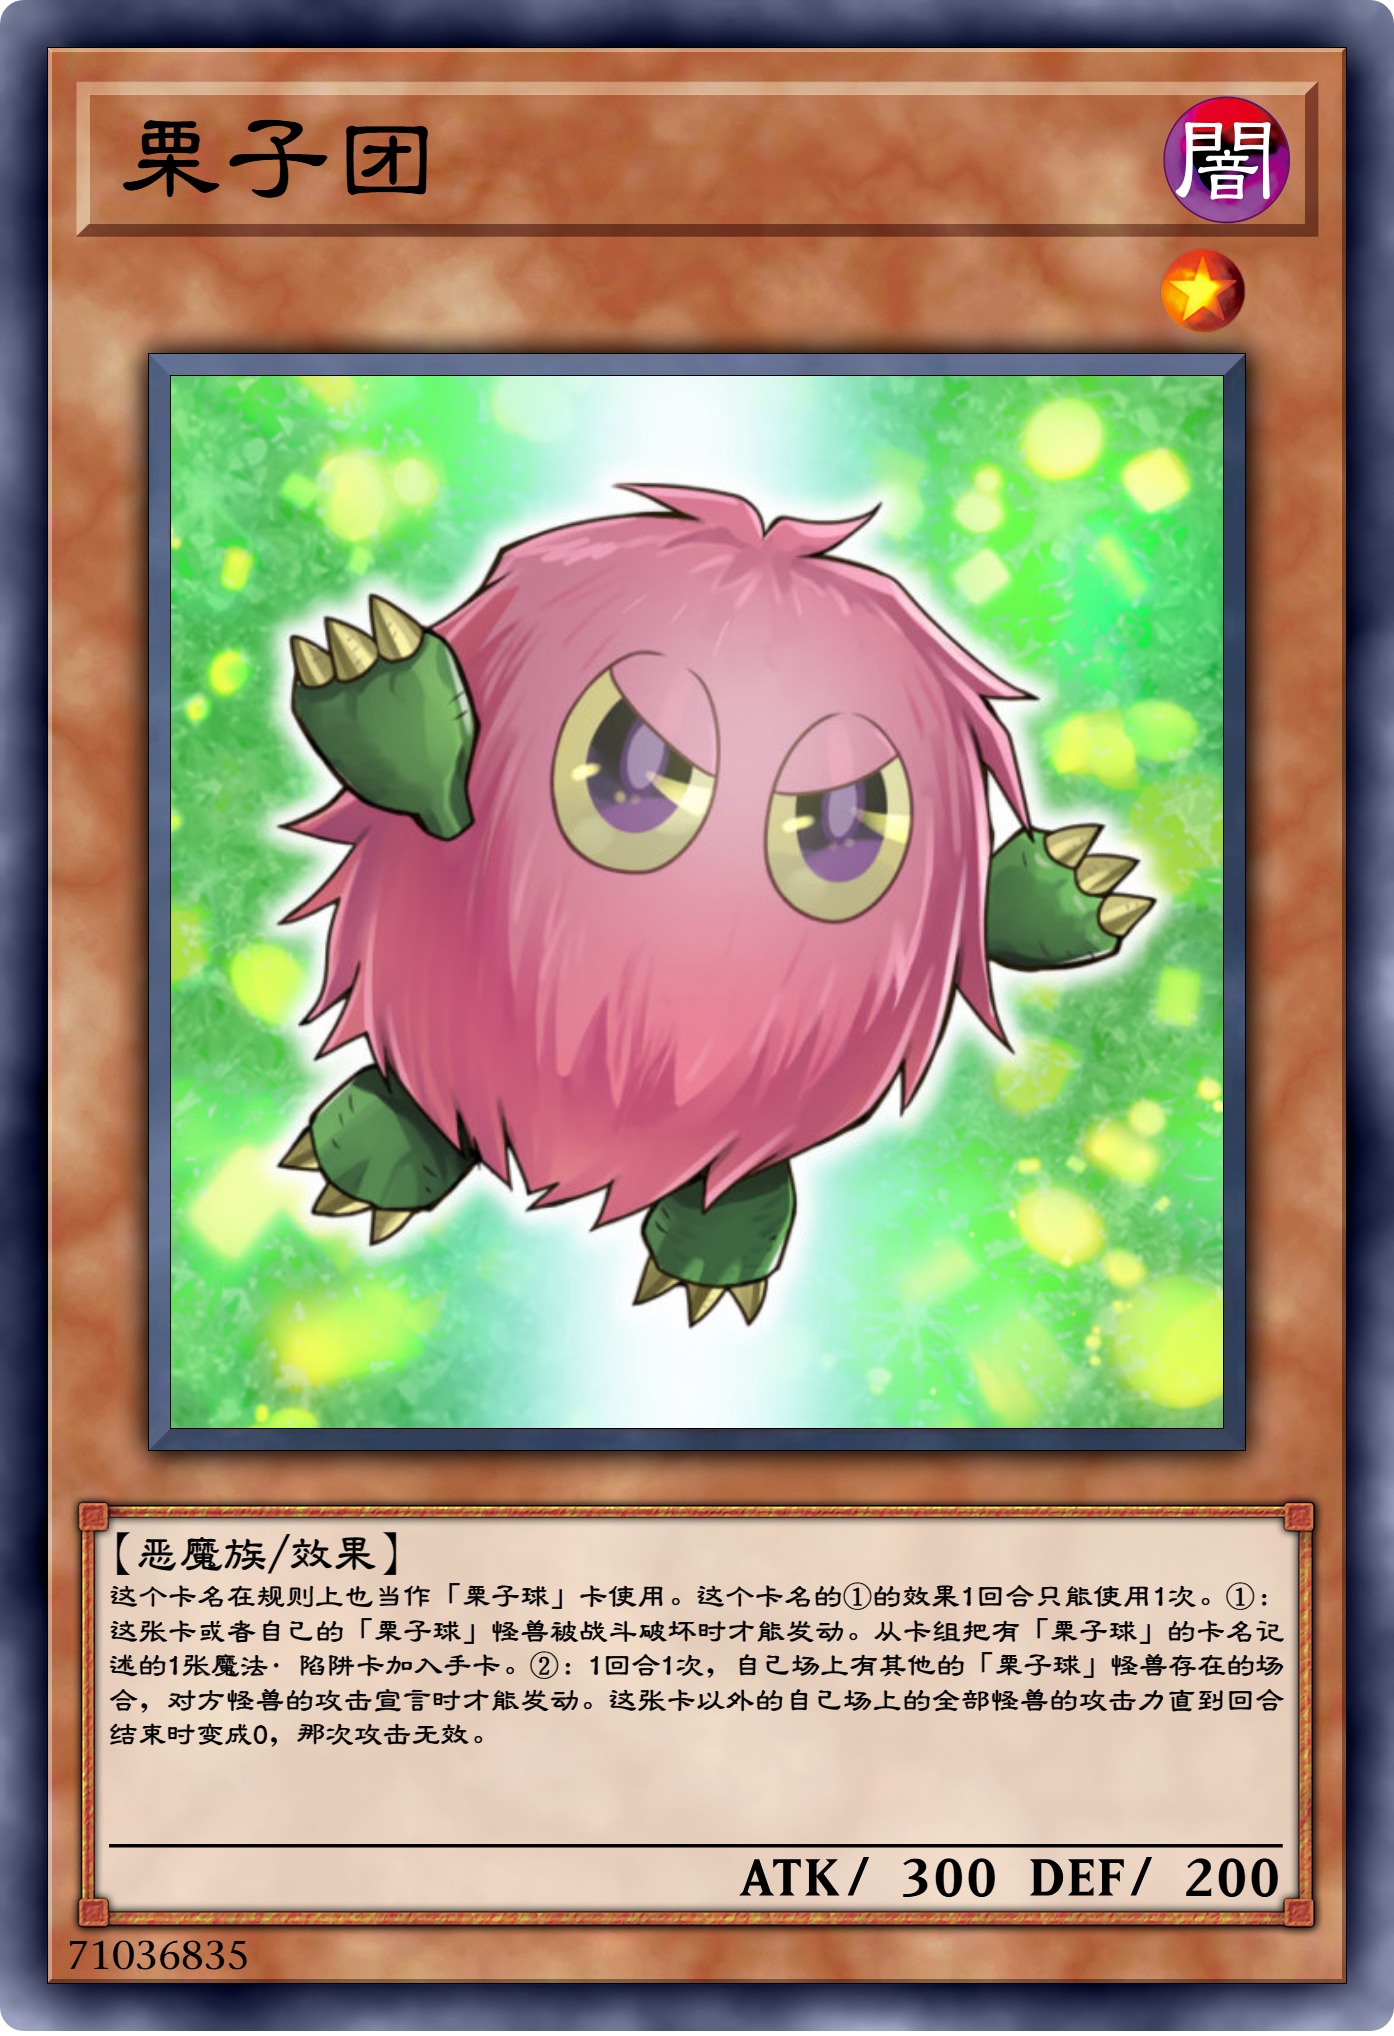 栗子团
闇
【恶魔族/效果】
这个卡名在规则上也当作「栗子球」卡使用。这个卡名的①的效果1回合只能使用1次。①：
这张卡或者自己的「栗子球」怪兽被战斗破坏时才能发动。从卡组把有「栗子球」的卡名记
述的1张魔法·陷阱卡加入手卡。②：1回合1次，自己场上有其他的「栗子球」怪兽存在的场
合，对方怪兽的攻击宣言时才能发动。这张卡以外的自己场上的全部怪兽的攻击力直到回合
结束时变成0，那次攻击无效。
ATK/ 300 DEF/ 200
71036835